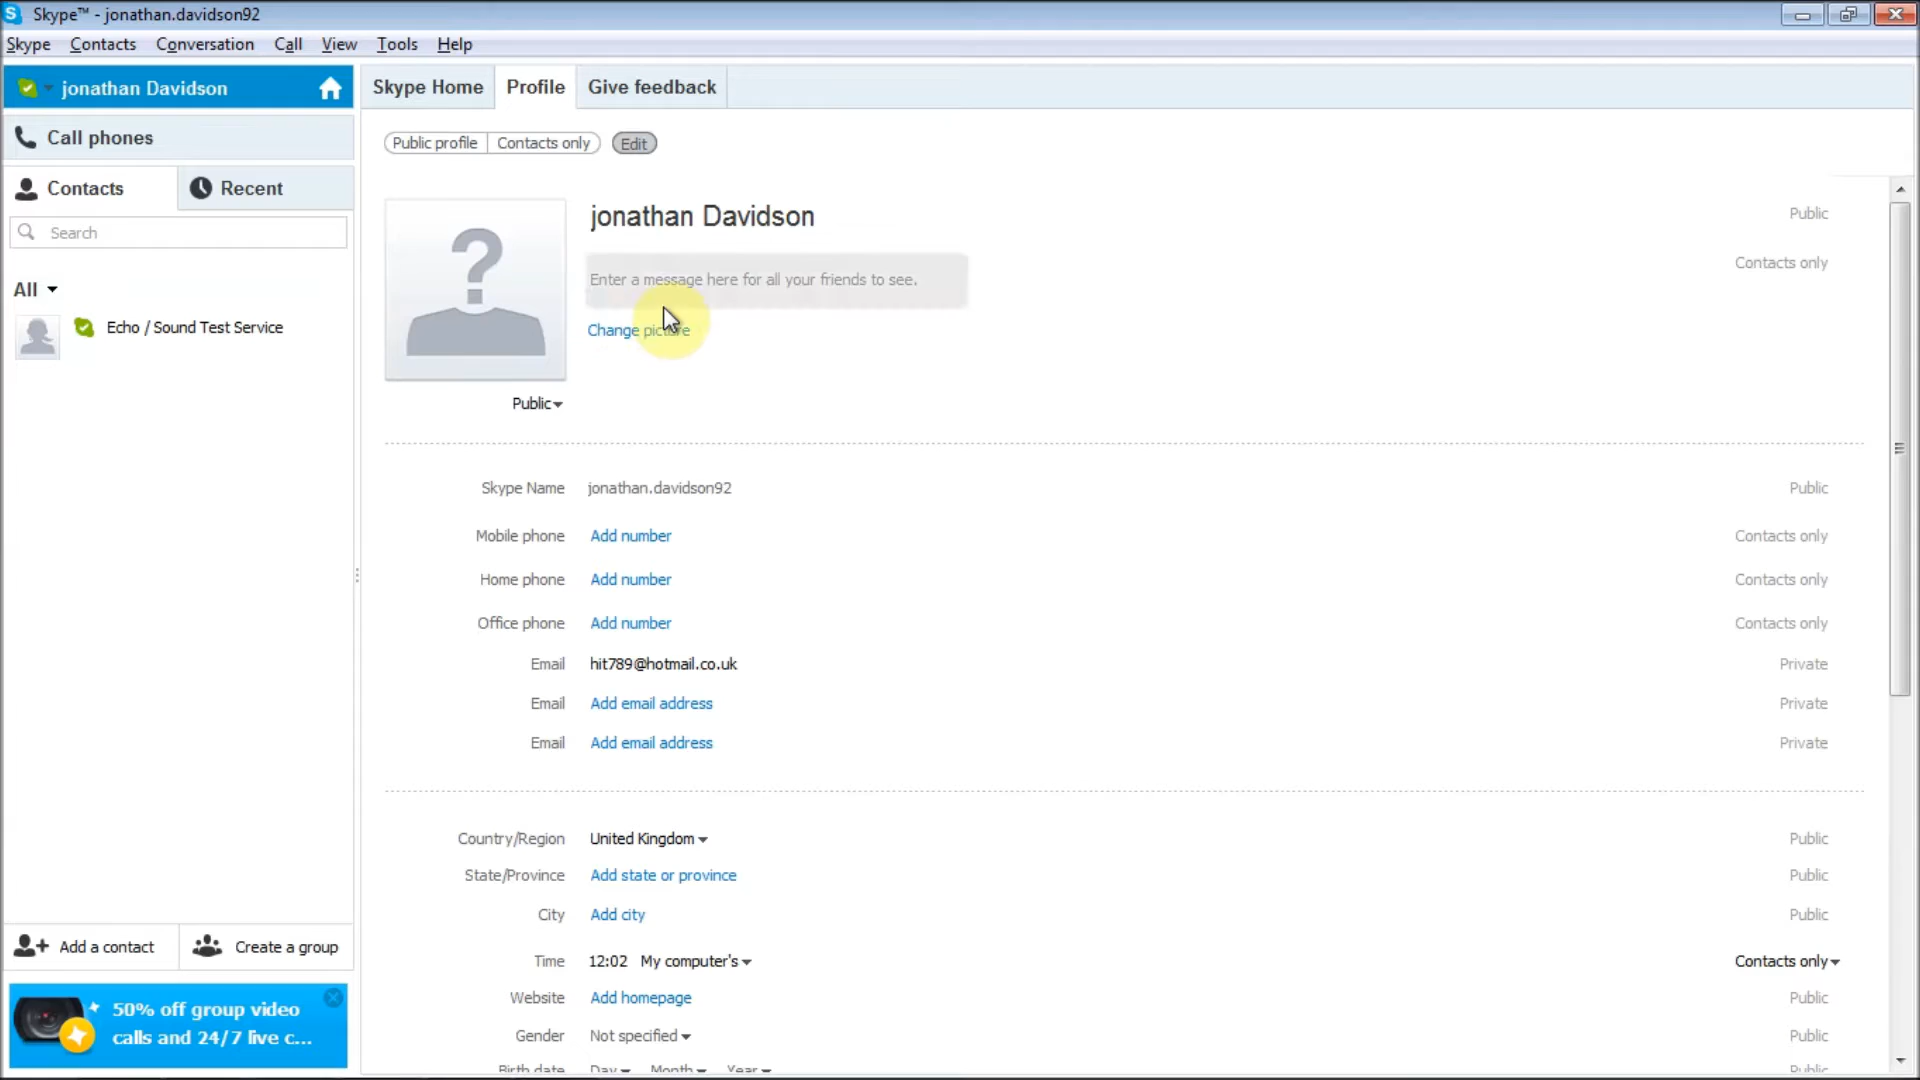 Skype™ - jonathan.davidson92
Skype Contacts Conversation Call View Tools Help
jonathan Davidson
Call phones
Contacts Recent
Search
All
Echo / Sound Test Service
Add a contact Create a group
50% off group video
calls and 24/7 live c...
Skype Home Profile Give feedback
Public profile Contacts only Edit
jonathan Davidson Public
Enter a message here for all your friends to see. Contacts only
Change picture
Public
Skype Name jonathan.davidson92 Public
Mobile phone Add number Contacts only
Home phone Add number Contacts only
Office phone Add number Contacts only
Email hit789@hotmail.co.uk Private
Email Add email address Private
Email Add email address Private
Country/Region United Kingdom Public
State/Province Add state or province Public
City Add city Public
Time 12:02 My computer's Contacts only
Website Add homepage Public
Gender Not specified Public
Birth date Day Month Year Public